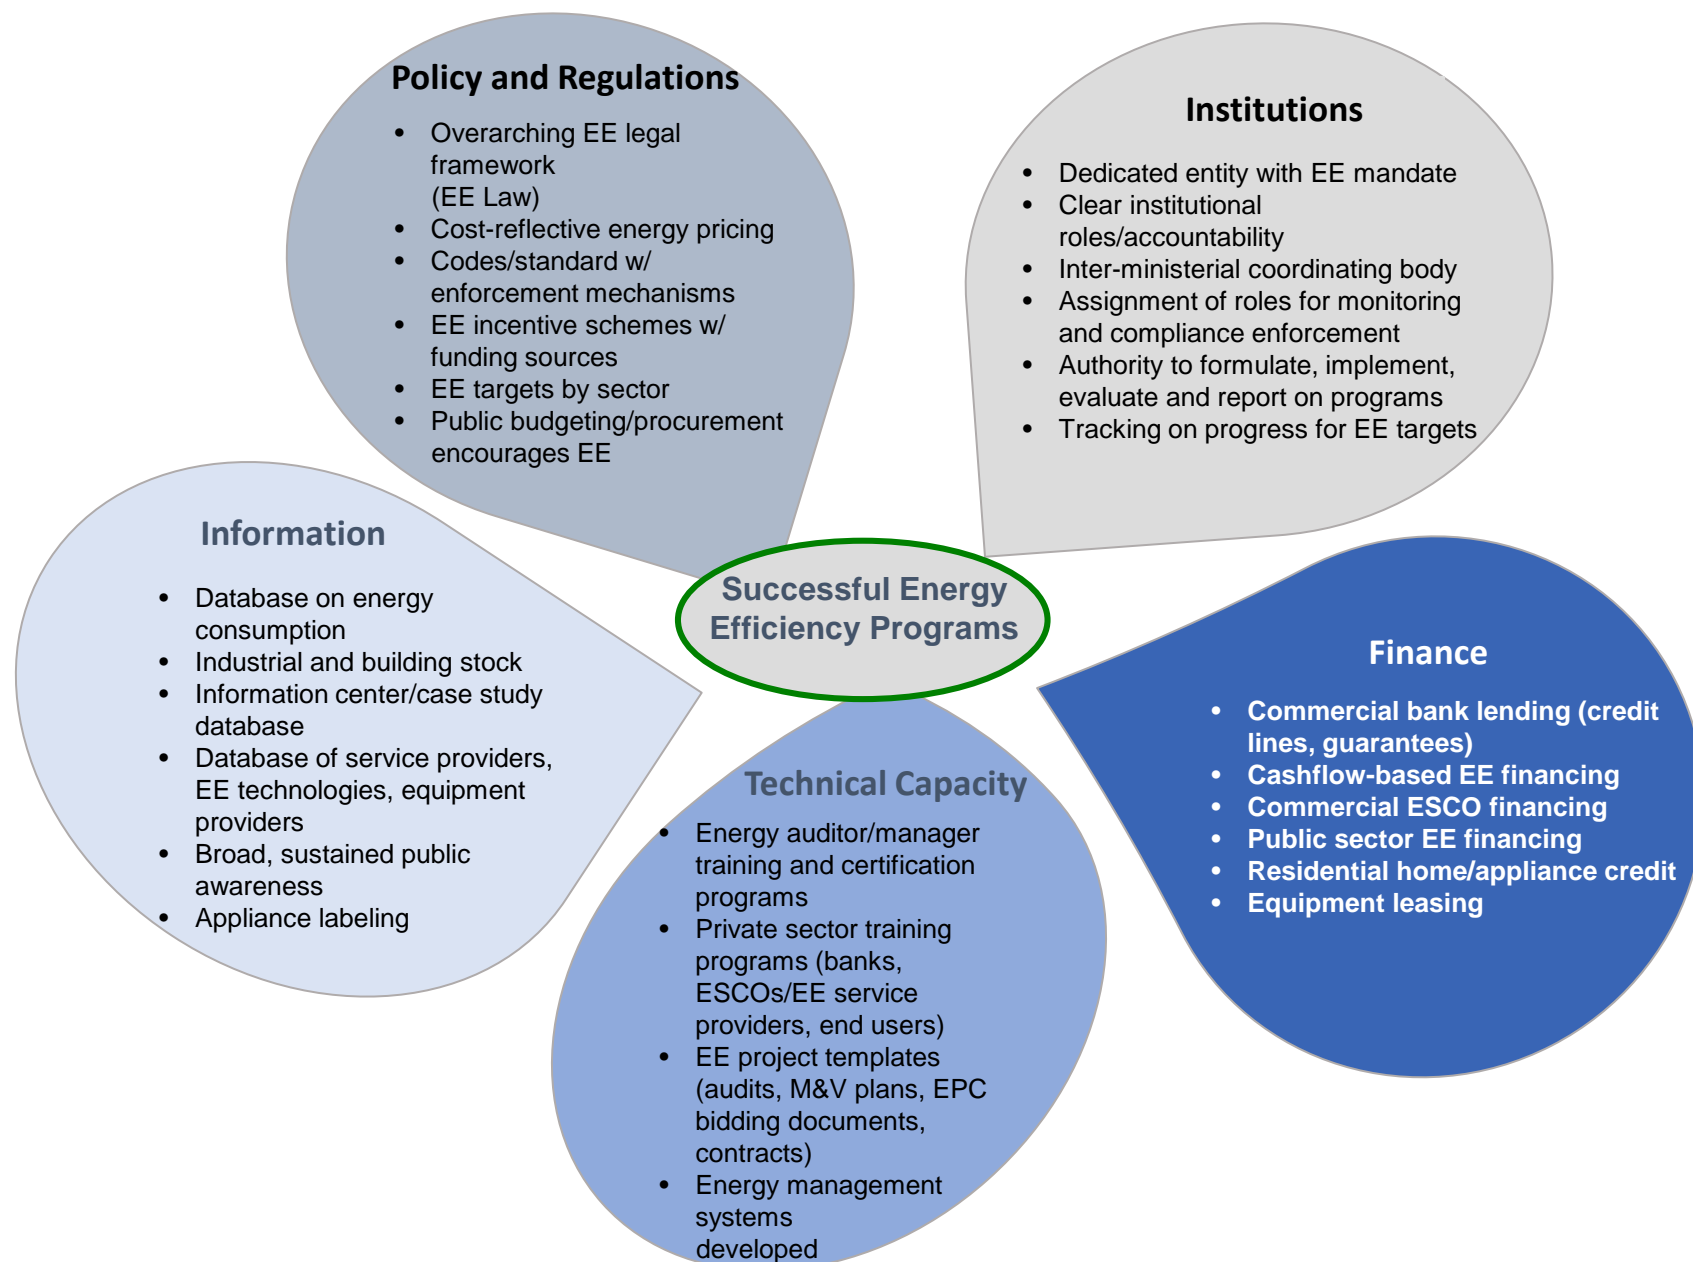 Policy and Regulations
• Overarching EE legal
framework
(EE Law)
• Cost-reflective energy pricing
• Codes/standard w/
enforcement mechanisms
• EE incentive schemes w/
funding sources
• EE targets by sector
• Public budgeting/procurement
encourages EE
Institutions
• Dedicated entity with EE mandate
• Clear institutional
roles/accountability
• Inter-ministerial coordinating body
• Assignment of roles for monitoring
and compliance enforcement
• Authority to formulate, implement,
evaluate and report on programs
• Tracking on progress for EE targets
Information
• Database on energy
consumption
• Industrial and building stock
• Information center/case study
database
• Database of service providers,
EE technologies, equipment
providers
• Broad, sustained public
awareness
• Appliance labeling
Successful Energy
Efficiency Programs
Finance
• Commercial bank lending (credit
lines, guarantees)
• Cashflow-based EE financing
• Commercial ESCO financing
• Public sector EE financing
• Residential home/appliance credit
• Equipment leasing
Technical Capacity
• Energy auditor/manager
training and certification
programs
• Private sector training
programs (banks,
ESCOs/EE service
providers, end users)
• EE project templates
(audits, M&V plans, EPC
bidding documents,
contracts)
• Energy management
systems
developed